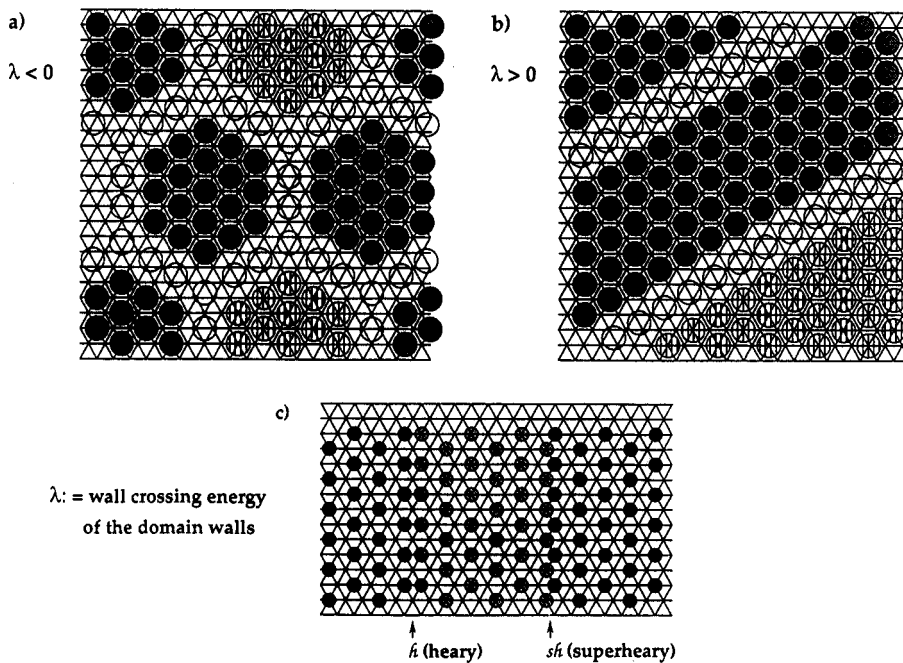 a)
λ < 0
b)
λ > 0
c)
λ: = wall crossing energy
of the domain walls
h (heary)
sh (superheary)